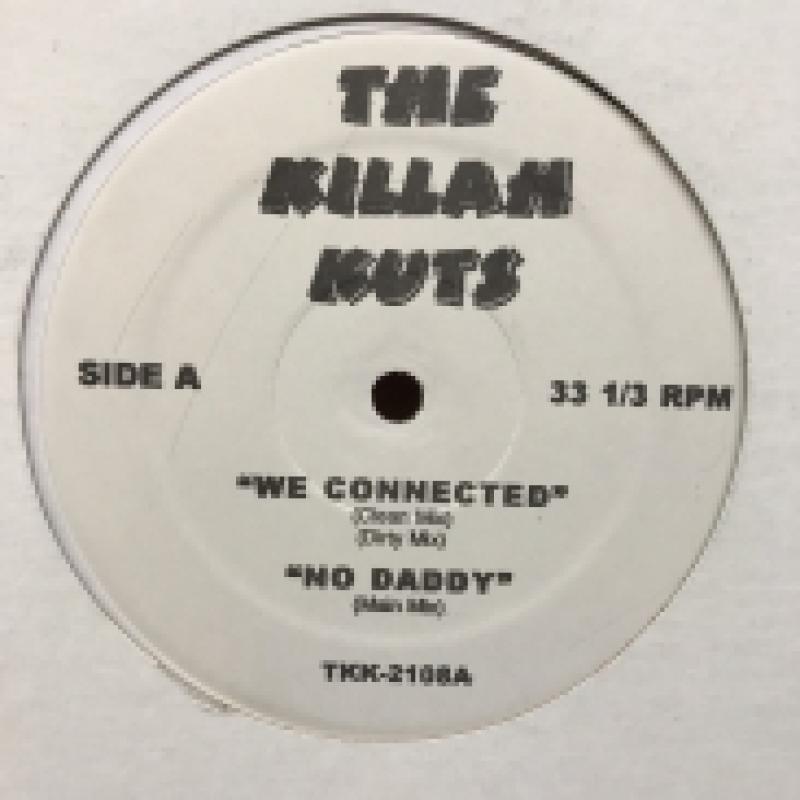 THE
KILLAH
KUTS
SIDE A
33 1/3 RPM
"WE CONNECTED"
(Clean Mix)
(Dirty Mix)
"NO DADDY"
(Main Mix)
TKK-2108A